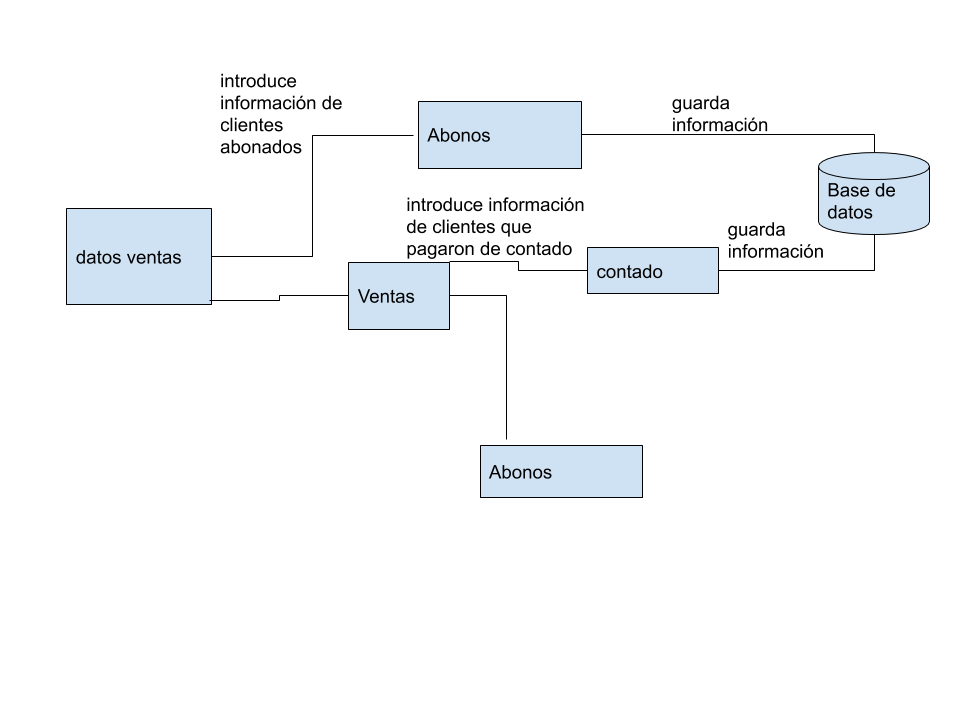 introduce
información de
clientes
abonados
Abonos
guarda
información
Base de
datos
introduce información
de clientes que
pagaron de contado
guarda
información
datos ventas
contado
Ventas
Abonos